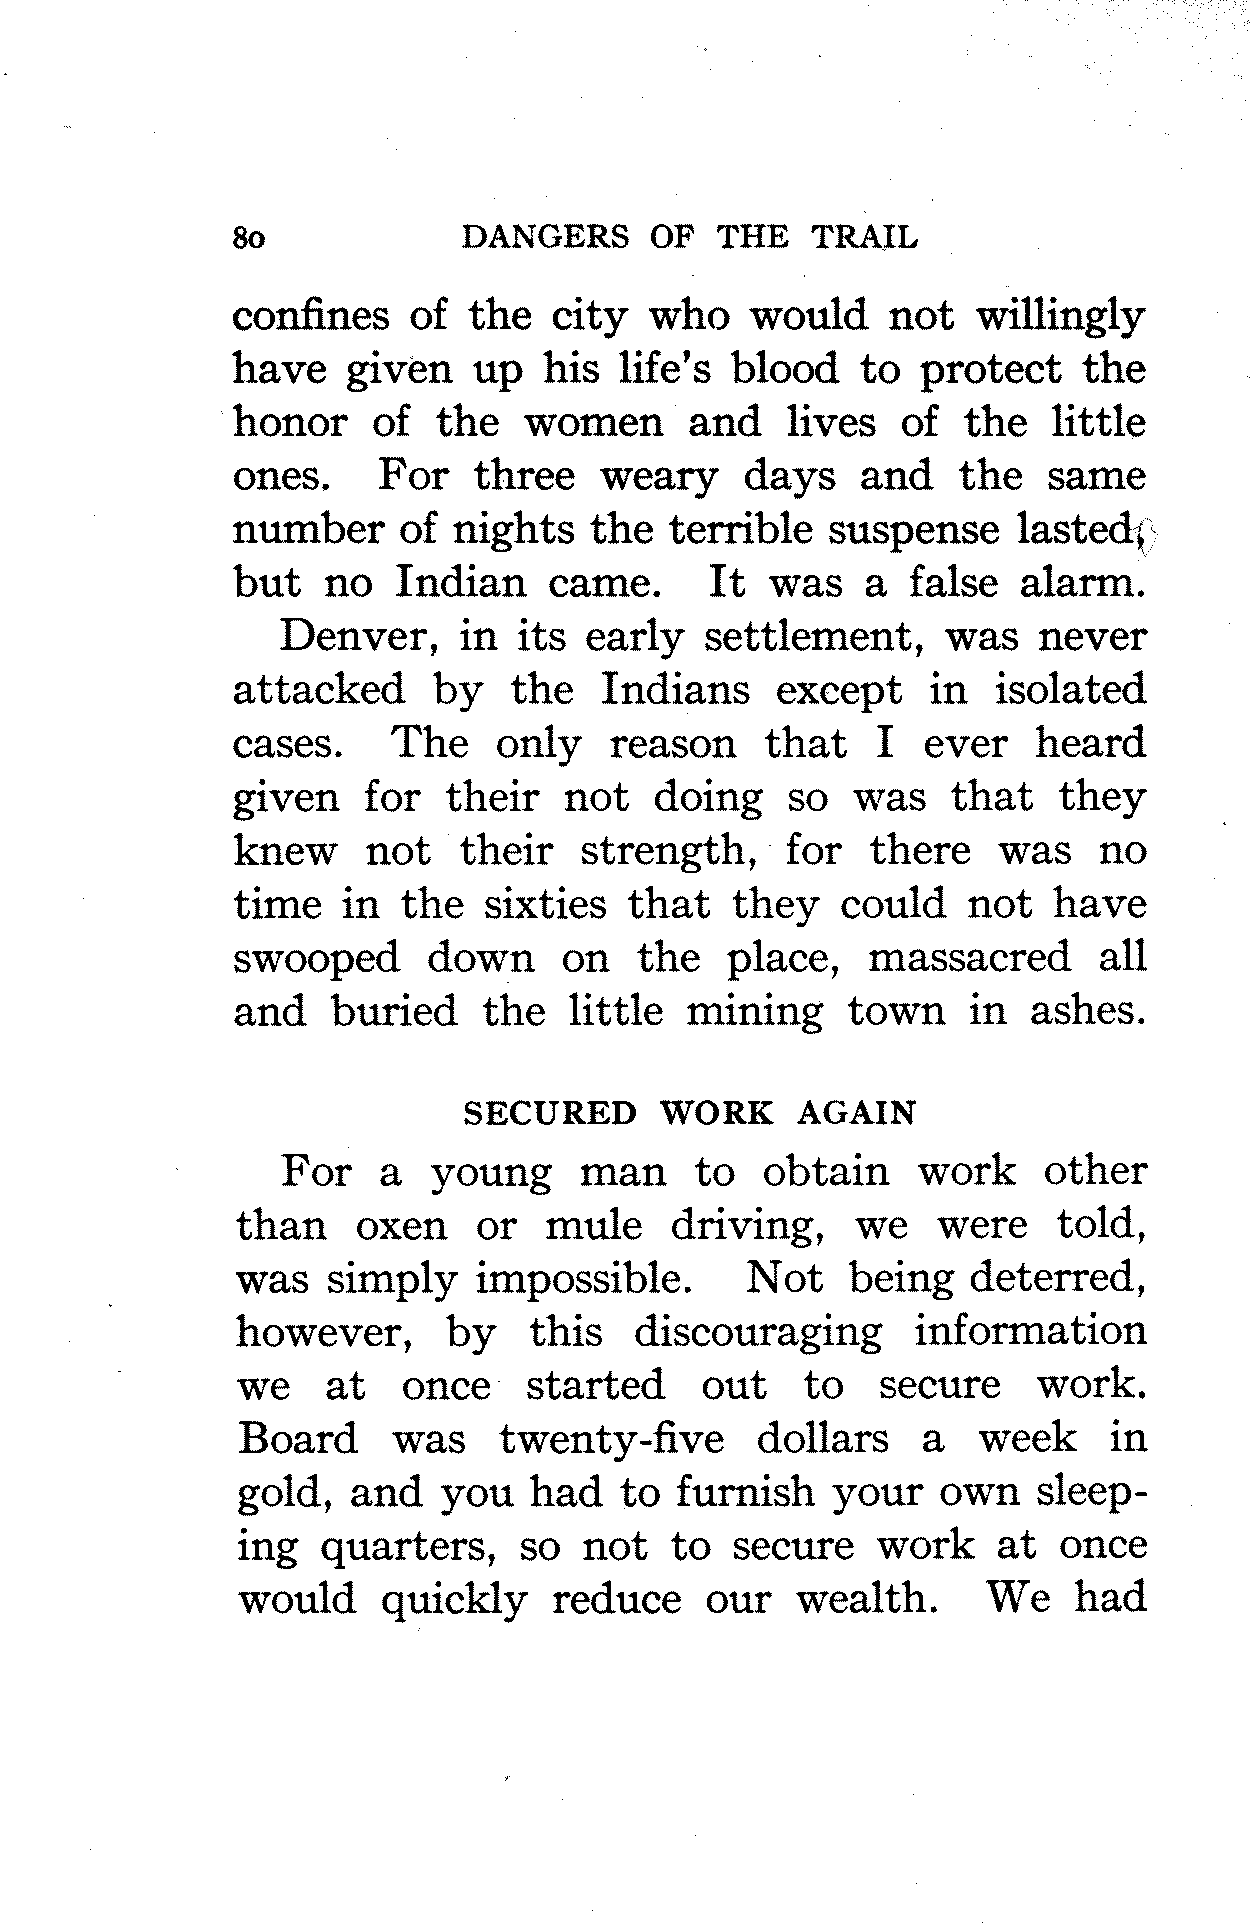 80 DANGERS OF THE TRAIL
confines of the city who would not willingly
have given up his life's blood to protect the
honor of the women and lives of the little
ones. For three weary days and the same
number of nights the terrible suspense lasted,
but no Indian came. It was a false alarm.
Denver, in its early settlement, was never
attacked by the Indians except in isolated
cases. The only reason that I ever heard
given for their not doing so was that they
knew not their strength, for there was no
time in the sixties that they could not have
swooped down on the place, massacred all
and buried the little mining town in ashes.
SECURED WORK AGAIN
For a young man to obtain work other
than oxen or mule driving, we were told,
was simply impossible. Not being deterred,
however, by this discouraging information
we at once started out to secure work.
Board was twenty-five dollars a week in
gold, and you had to furnish your own sleep-
ing quarters, so not to secure work at once
would quickly reduce our wealth. We had